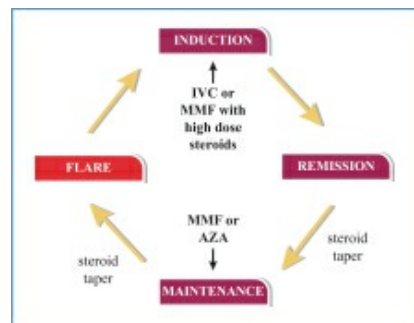 INDUCTION
IVC or
MMF with
high dose
steroids
FLARE
REMISSION
MMF or
AZA
steroid
taper
steroid
taper
MAINTENANCE